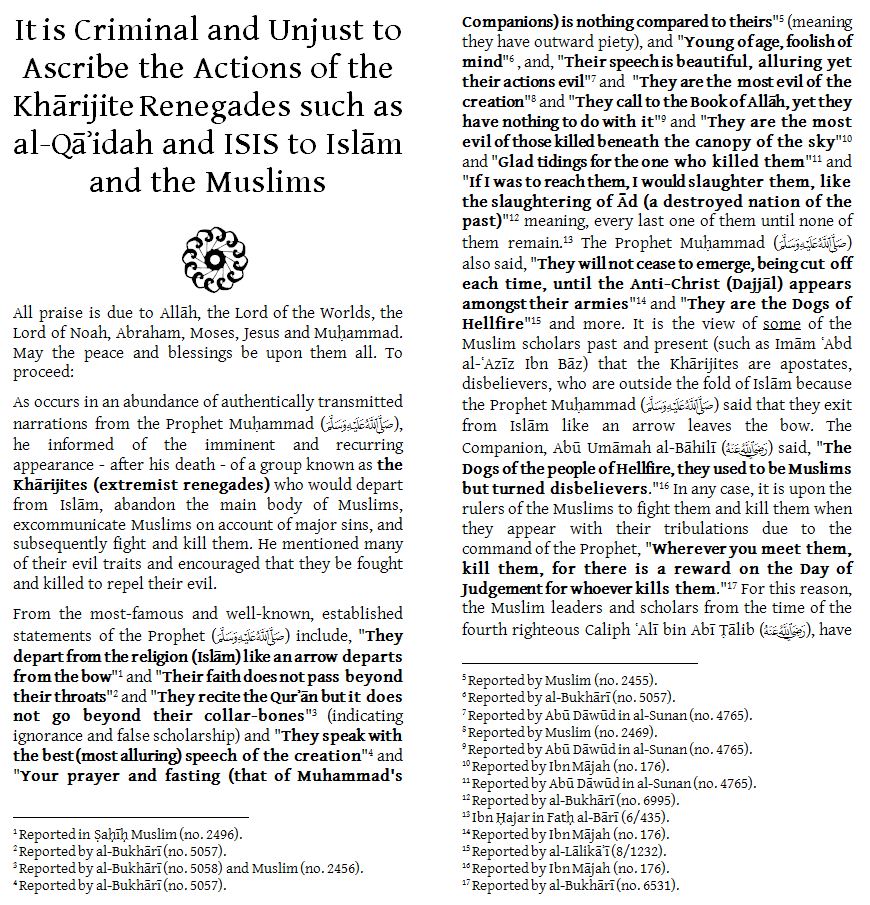 It is Criminal and Unjust to
Ascribe the Actions of the
Khārijite Renegades such as
al-Qāʾidah and ISIS to Islām
and the Muslims
All praise is due to Allāh, the Lord of the Worlds, the
Lord of Noah, Abraham, Moses, Jesus and Muḥammad.
May the peace and blessings be upon them all. To
proceed:
As occurs in an abundance of authentically transmitted
narrations from the Prophet Muḥammad (ﷺ),
he informed of the imminent and recurring
appearance - after his death - of a group known as the
Khārijites (extremist renegades) who would depart
from Islām, abandon the main body of Muslims,
excommunicate Muslims on account of major sins, and
subsequently fight and kill them. He mentioned many
of their evil traits and encouraged that they be fought
and killed to repel their evil.
From the most-famous and well-known, established
statements of the Prophet (ﷺ) include, "They
depart from the religion (Islām) like an arrow departs
from the bow"¹ and "Their faith does not pass beyond
their throats"² and "They recite the Qurʾān but it does
not go beyond their collar-bones"³ (indicating
ignorance and false scholarship) and "They speak with
the best (most alluring) speech of the creation"⁴ and
"Your prayer and fasting (that of Muhammad's
¹ Reported in Ṣaḥīḥ Muslim (no. 2496).
² Reported by al-Bukhārī (no. 5057).
³ Reported by al-Bukhārī (no. 5058) and Muslim (no. 2456).
⁴ Reported by al-Bukhārī (no. 5057).
Companions) is nothing compared to theirs"⁵ (meaning
they have outward piety), and "Young of age, foolish of
mind"⁶ , and, "Their speech is beautiful, alluring yet
their actions evil"⁷ and "They are the most evil of the
creation"⁸ and "They call to the Book of Allāh, yet they
have nothing to do with it"⁹ and "They are the most
evil of those killed beneath the canopy of the sky"¹⁰
and "Glad tidings for the one who killed them"¹¹ and
"If I was to reach them, I would slaughter them, like
the slaughtering of Ād (a destroyed nation of the
past)"¹² meaning, every last one of them until none of
them remain.¹³ The Prophet Muḥammad (ﷺ)
also said, "They will not cease to emerge, being cut off
each time, until the Anti-Christ (Dajjāl) appears
amongst their armies"¹⁴ and "They are the Dogs of
Hellfire"¹⁵ and more. It is the view of some of the
Muslim scholars past and present (such as Imām ʿAbd
al-ʿAzīz Ibn Bāz) that the Khārijites are apostates,
disbelievers, who are outside the fold of Islām because
the Prophet Muḥammad (ﷺ) said that they exit
from Islām like an arrow leaves the bow. The
Companion, Abū Umāmah al-Bāhilī (رَضِيَ اللَّهُ عَنْهُ) said, "The
Dogs of the people of Hellfire, they used to be Muslims
but turned disbelievers."¹⁶ In any case, it is upon the
rulers of the Muslims to fight them and kill them when
they appear with their tribulations due to the
command of the Prophet, "Wherever you meet them,
kill them, for there is a reward on the Day of
Judgement for whoever kills them."¹⁷ For this reason,
the Muslim leaders and scholars from the time of the
fourth righteous Caliph ʿAlī bin Abī Ṭālib (رَضِيَ اللَّهُ عَنْهُ), have
⁵ Reported by Muslim (no. 2455).
⁶ Reported by al-Bukhārī (no. 5057).
⁷ Reported by Abū Dāwūd in al-Sunan (no. 4765).
⁸ Reported by Muslim (no. 2469).
⁹ Reported by Abū Dāwūd in al-Sunan (no. 4765).
¹⁰ Reported by Ibn Mājah (no. 176).
¹¹ Reported by Abū Dāwūd in al-Sunan (no. 4765).
¹² Reported by al-Bukhārī (no. 6995).
¹³ Ibn Ḥajar in Fatḥ al-Bārī (6/435).
¹⁴ Reported by Ibn Mājah (no. 176).
¹⁵ Reported by al-Lālikāʾī (8/1232).
¹⁶ Reported by Ibn Mājah (no. 176).
¹⁷ Reported by al-Bukhārī (no. 6531).